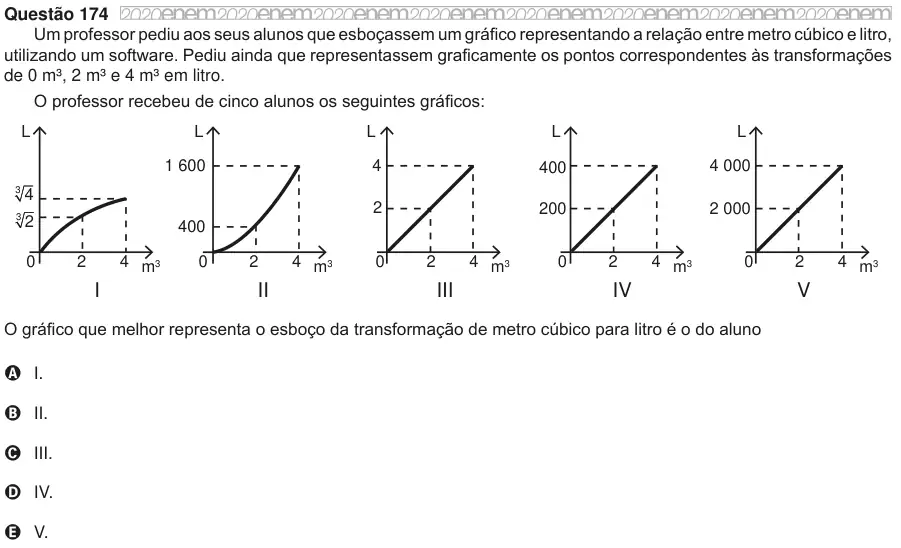 Questão 174 2020enem2020enem2020enem2020enem2020enem2020enem2020enem2020enem
Um professor pediu aos seus alunos que esboçassem um gráfico representando a relação entre metro cúbico e litro,
utilizando um software. Pediu ainda que representassem graficamente os pontos correspondentes às transformações
de 0 m³, 2 m³ e 4 m³ em litro.
O professor recebeu de cinco alunos os seguintes gráficos:
L
∛4
∛2
0 2 4 m³
I
L
1 600
400
0 2 4 m³
II
L
4
2
0 2 4 m³
III
L
400
200
0 2 4 m³
IV
L
4 000
2 000
0 2 4 m³
V
O gráfico que melhor representa o esboço da transformação de metro cúbico para litro é o do aluno
A I.
B II.
C III.
D IV.
E V.